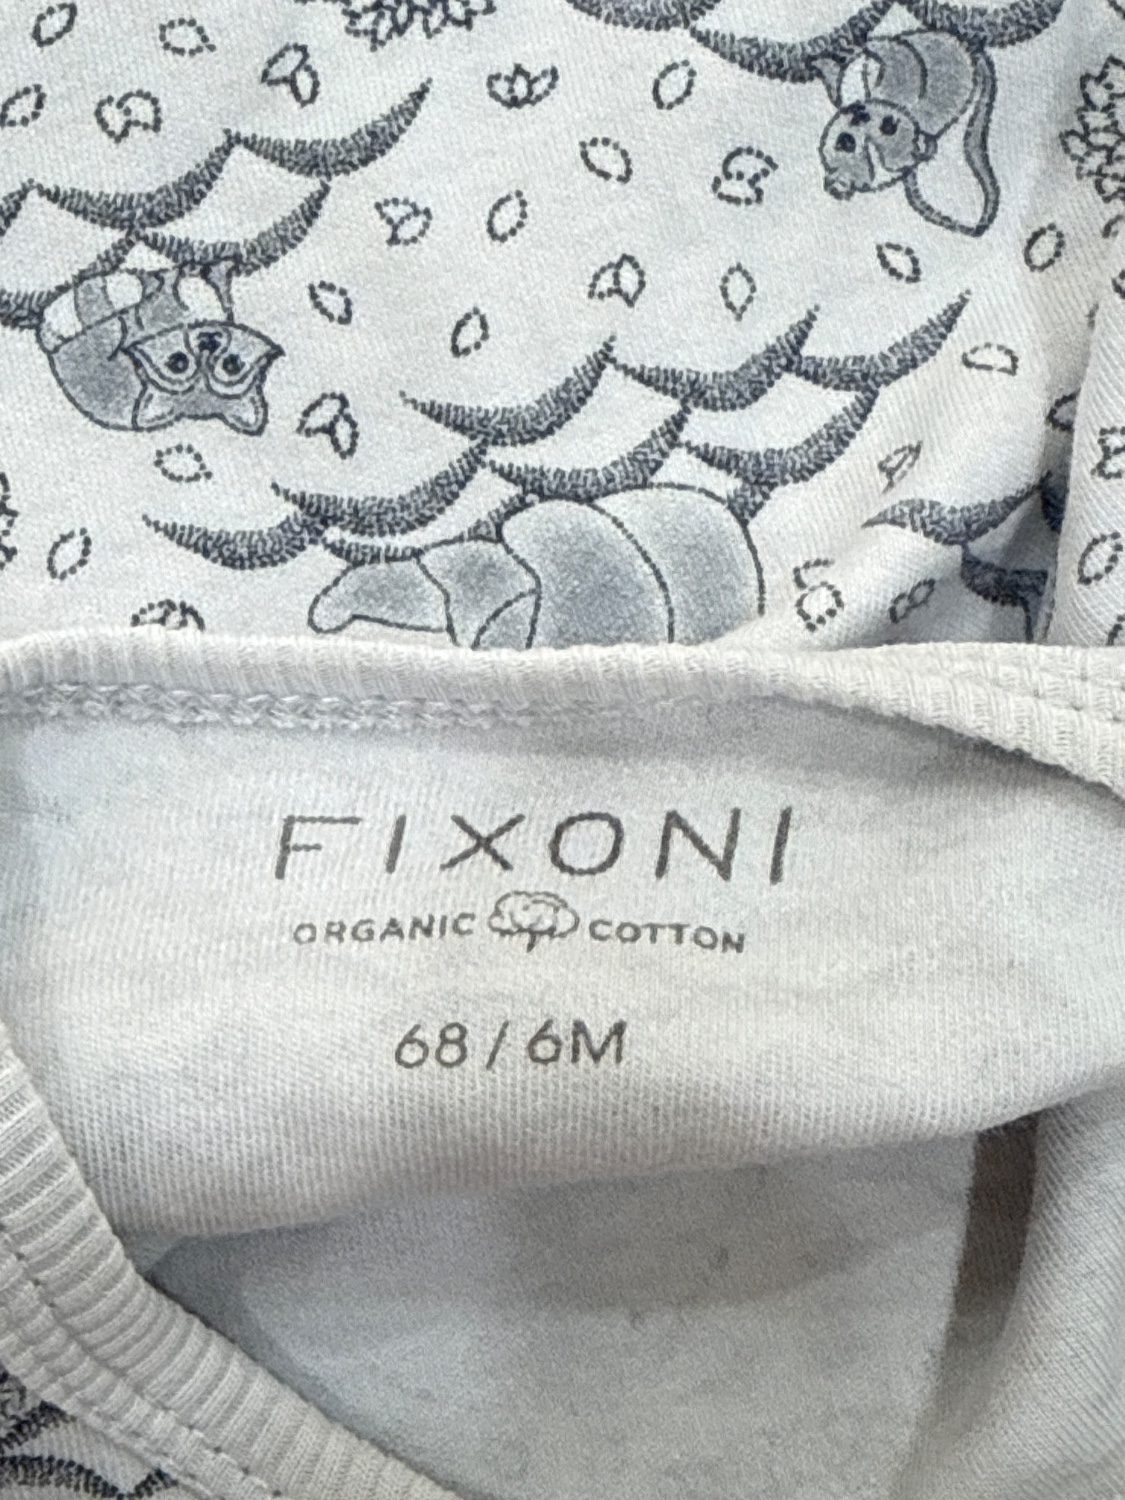 FIXONI
ORGANIC COTTON
68 / 6M